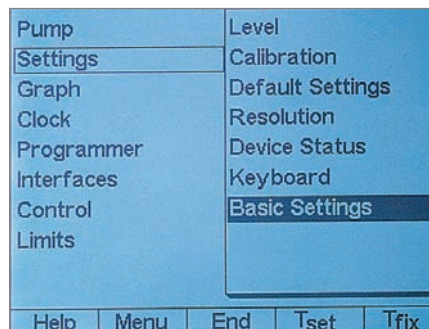 Pump
Settings
Graph
Clock
Programmer
Interfaces
Control
Limits
Level
Calibration
Default Settings
Resolution
Device Status
Keyboard
Basic Settings
Help Menu End Tset Tfix